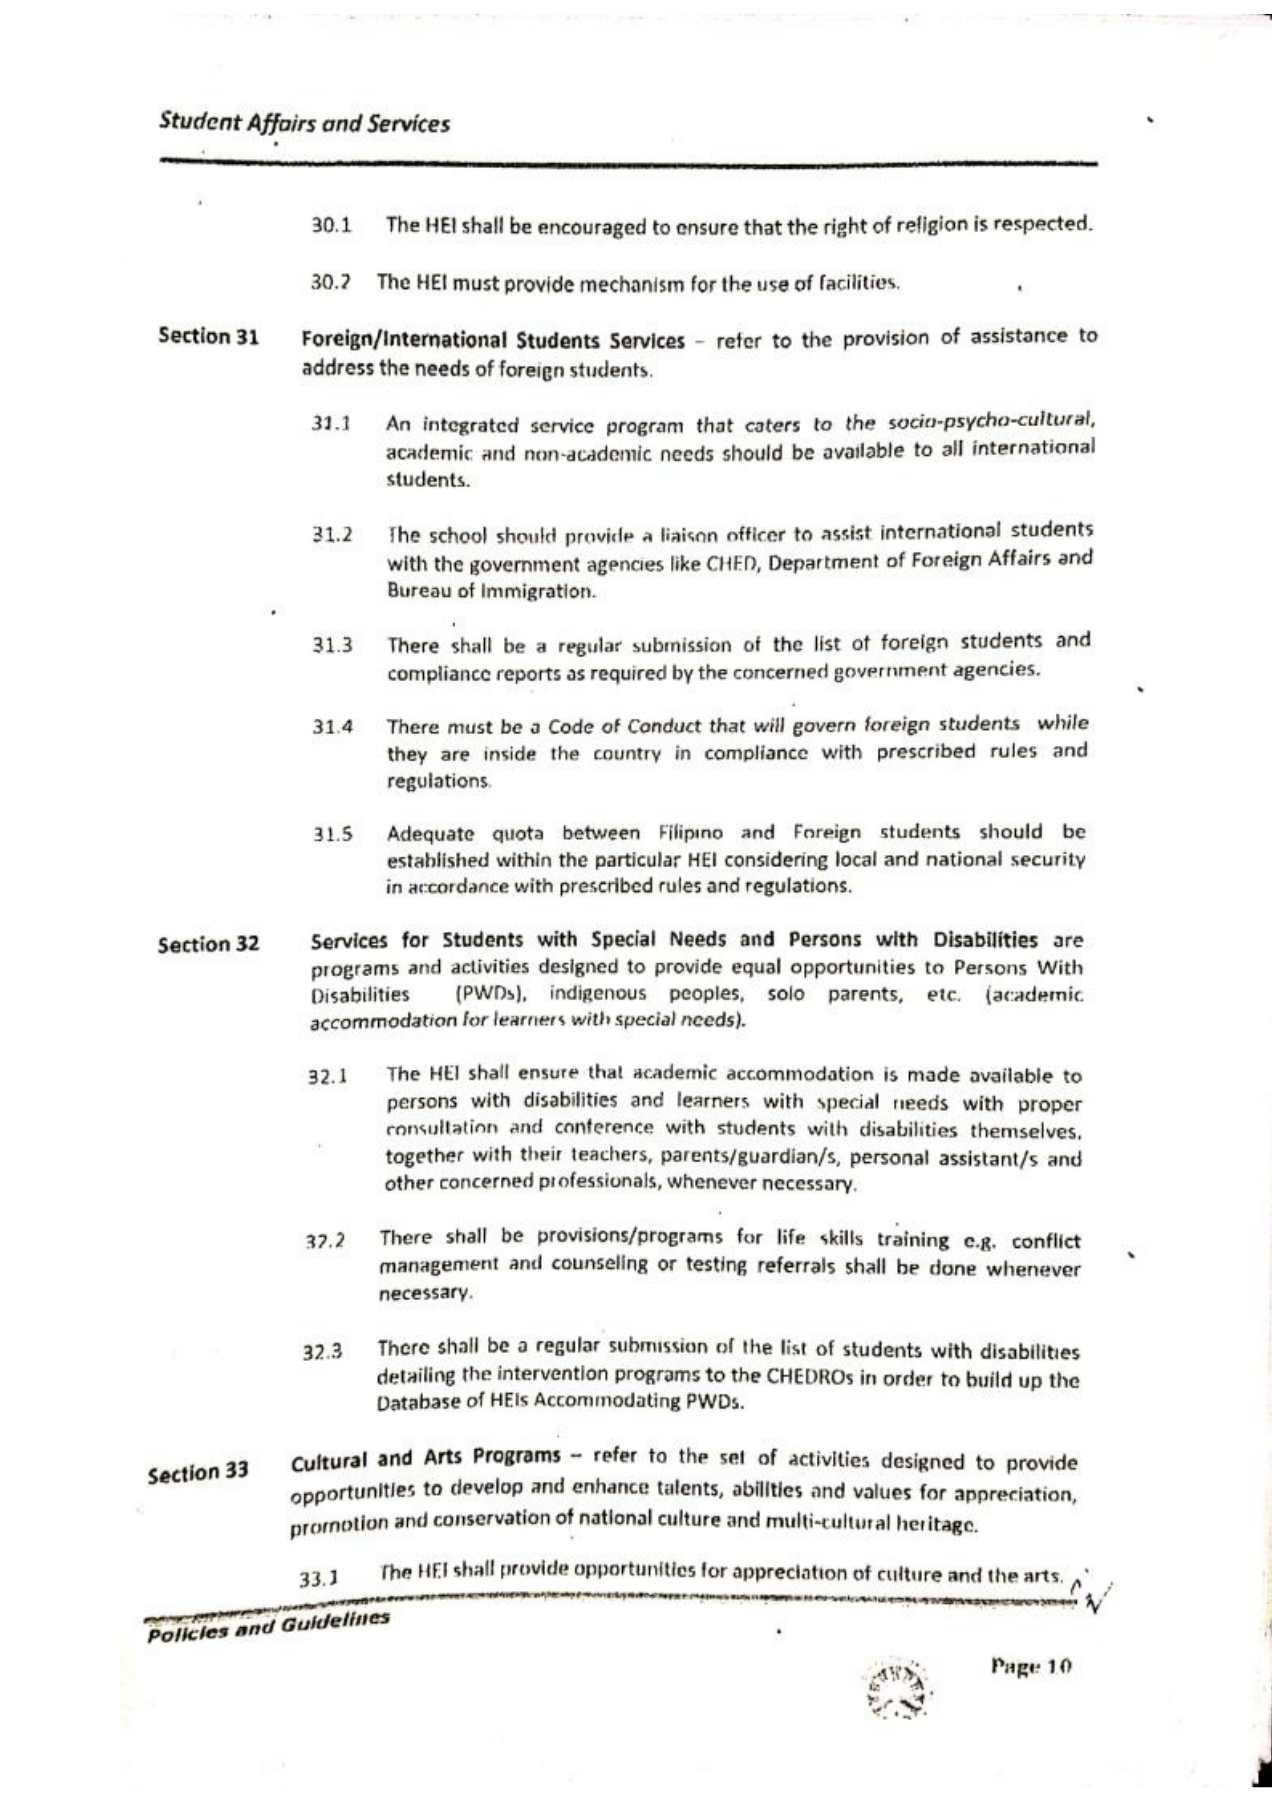 Student Affairs and Services
30.1 The HEI shall be encouraged to ensure that the right of religion is respected.
30.2 The HEI must provide mechanism for the use of facilities.
Section 31 Foreign/International Students Services – refer to the provision of assistance to
address the needs of foreign students.
31.1 An integrated service program that caters to the socio-psycho-cultural,
academic and non-academic needs should be available to all international
students.
31.2 The school should provide a liaison officer to assist international students
with the government agencies like CHED, Department of Foreign Affairs and
Bureau of Immigration.
31.3 There shall be a regular submission of the list of foreign students and
compliance reports as required by the concerned government agencies.
31.4 There must be a Code of Conduct that will govern foreign students while
they are inside the country in compliance with prescribed rules and
regulations.
31.5 Adequate quota between Filipino and Foreign students should be
established within the particular HEI considering local and national security
in accordance with prescribed rules and regulations.
Section 32 Services for Students with Special Needs and Persons with Disabilities are
programs and activities designed to provide equal opportunities to Persons With
Disabilities (PWDs), indigenous peoples, solo parents, etc. (academic
accommodation for learners with special needs).
32.1 The HEI shall ensure that academic accommodation is made available to
persons with disabilities and learners with special needs with proper
consultation and conference with students with disabilities themselves,
together with their teachers, parents/guardian/s, personal assistant/s and
other concerned professionals, whenever necessary.
32.2 There shall be provisions/programs for life skills training e.g. conflict
management and counseling or testing referrals shall be done whenever
necessary.
32.3 There shall be a regular submission of the list of students with disabilities
detailing the intervention programs to the CHEDROs in order to build up the
Database of HEIs Accommodating PWDs.
Section 33 Cultural and Arts Programs – refer to the set of activities designed to provide
opportunities to develop and enhance talents, abilities and values for appreciation,
promotion and conservation of national culture and multi-cultural heritage.
33.1 The HEI shall provide opportunities for appreciation of culture and the arts.
Policies and Guidelines
Page 10